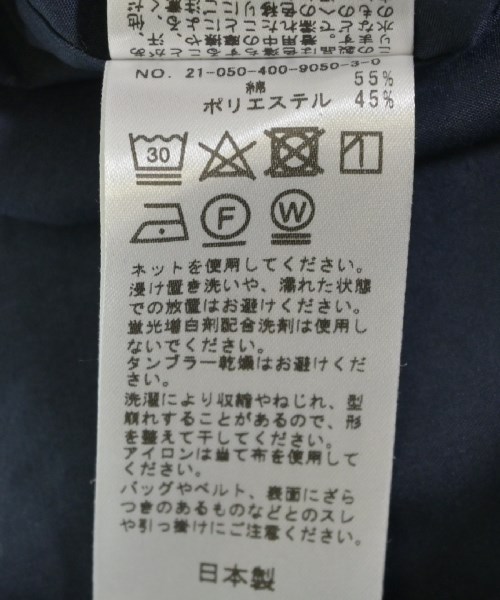 NO. 21-050-400-9050-3-0
綿 55%
ポリエステル 45%
30
F
W
ネットを使用してください。
浸け置き洗いや、濡れた状態
での放置はお避けください。
蛍光増白剤配合洗剤は使用し
ないでください。
タンブラー乾燥はお避けくだ
さい。
洗濯により収縮やねじれ、型
崩れすることがあるので、形
を整えて干してください。
アイロンは当て布を使用して
ください。
バッグやベルト、表面にざら
つきのあるものなどとのスレ
や引っ掛けにご注意ください。
日本製